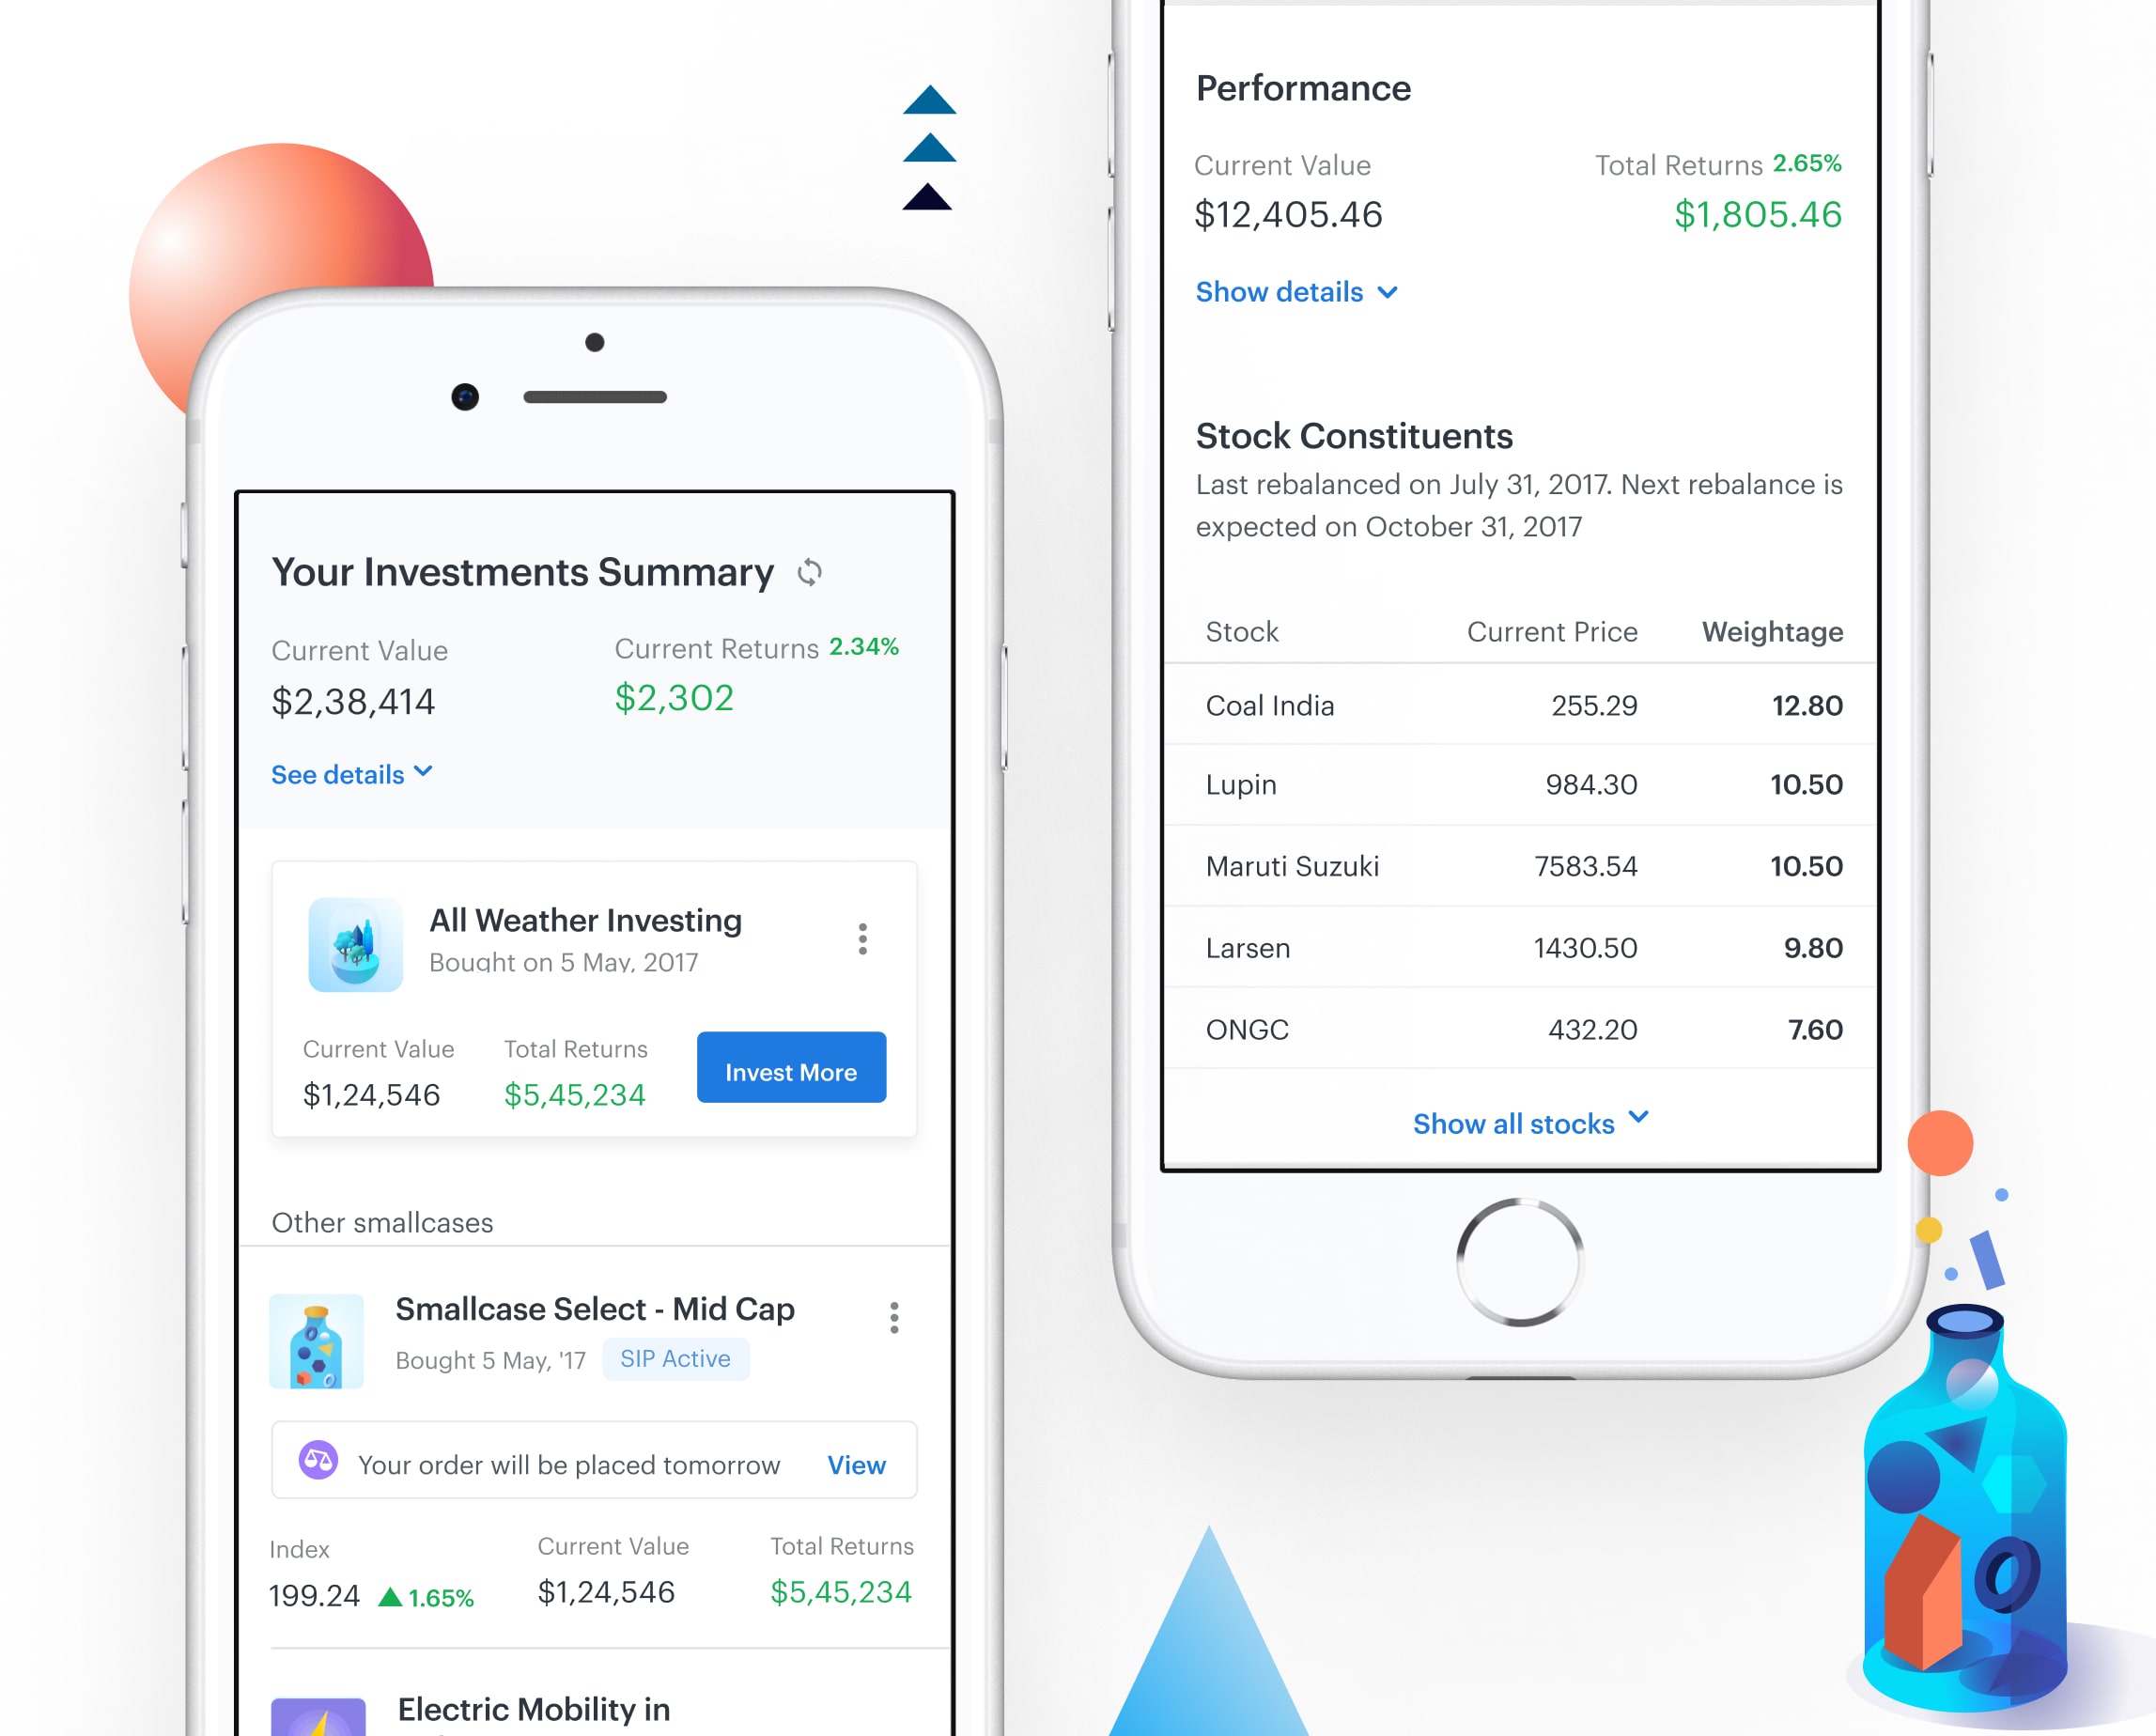 Your Investments Summary
Current Value
Current Returns 2.34%
$2,38,414
$2,302
See details
All Weather Investing
Bought on 5 May, 2017
Current Value
Total Returns
$1,24,546
$5,45,234
Invest More
Other smallcases
Smallcase Select - Mid Cap
Bought 5 May, '17
SIP Active
Your order will be placed tomorrow
View
Index
Current Value
Total Returns
199.24
1.65%
$1,24,546
$5,45,234
Electric Mobility in
Performance
Current Value
Total Returns 2.65%
$12,405.46
$1,805.46
Show details
Stock Constituents
Last rebalanced on July 31, 2017. Next rebalance is
expected on October 31, 2017
Stock Current Price Weightage
Coal India 255.29 12.80
Lupin 984.30 10.50
Maruti Suzuki 7583.54 10.50
Larsen 1430.50 9.80
ONGC 432.20 7.60
Show all stocks